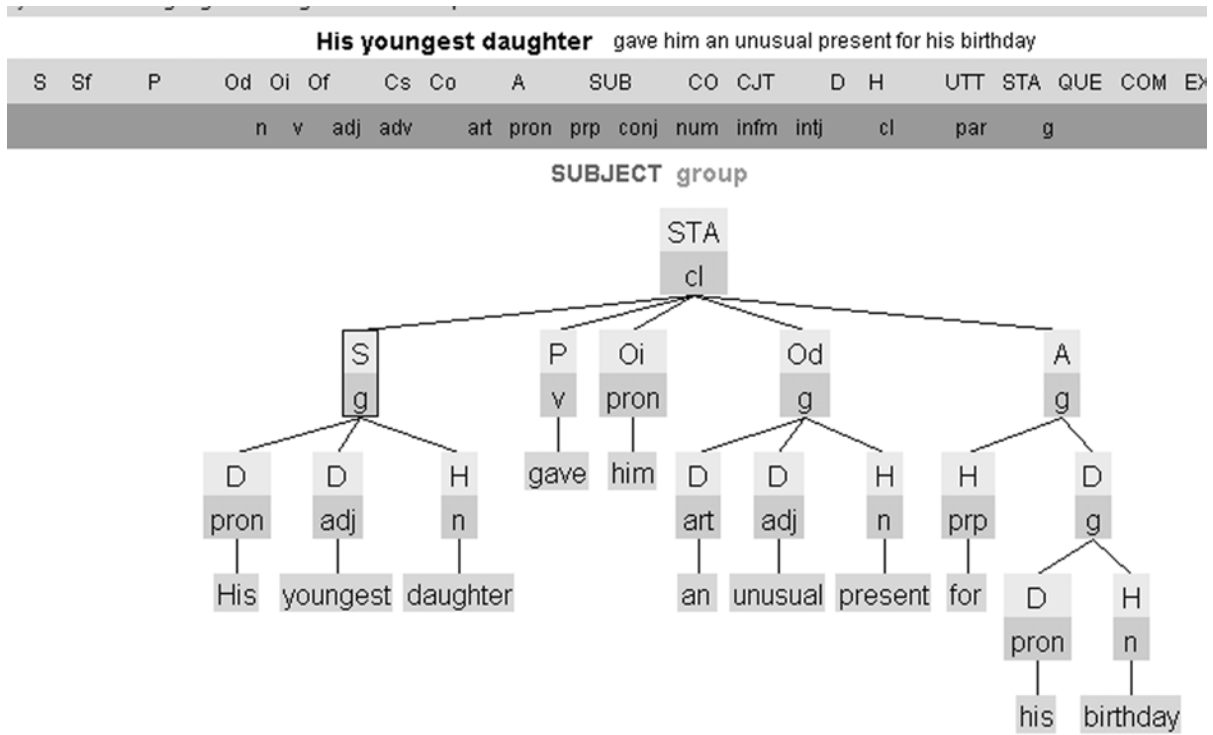 His youngest daughter gave him an unusual present for his birthday
S Sf P Od Oi Of Cs Co A SUB CO CJT D H UTT STA QUE COM EX
n v adj adv art pron prp conj num infm intj cl par g
SUBJECT group
STA
cl
S P Oi Od A
g v pron g g
D D H gave him D D H H D
pron adj n art adj n prp g
His youngest daughter an unusual present for D H
pron n
his birthday